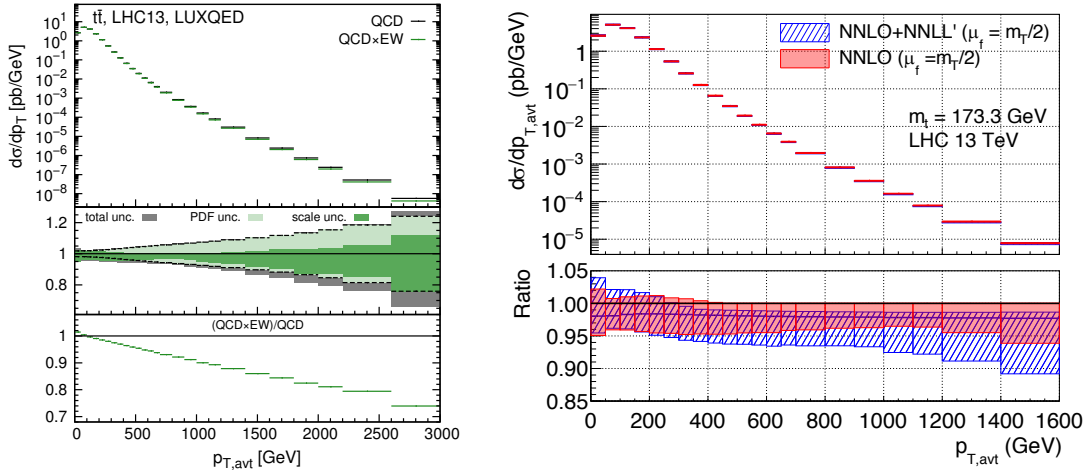 tt̄, LHC13, LUXQED
QCD
QCD×EW
dσ/dp_T [pb/GeV]
10^1
10^0
10^-1
10^-2
10^-3
10^-4
10^-5
10^-6
10^-7
10^-8
total unc.
PDF unc.
scale unc.
1.2
1
0.8
(QCD×EW)/QCD
1
0.9
0.8
0.7
0 500 1000 1500 2000 2500 3000
p_T,avt [GeV]
NNLO+NNLL' (μ_f = m_T/2)
NNLO (μ_f =m_T/2)
m_t = 173.3 GeV
LHC 13 TeV
dσ/dp_T,avt (pb/GeV)
1
10^−1
10^−2
10^−3
10^−4
10^−5
Ratio
1.05
1.00
0.95
0.90
0.85
0 200 400 600 800 1000 1200 1400 1600
p_T,avt (GeV)